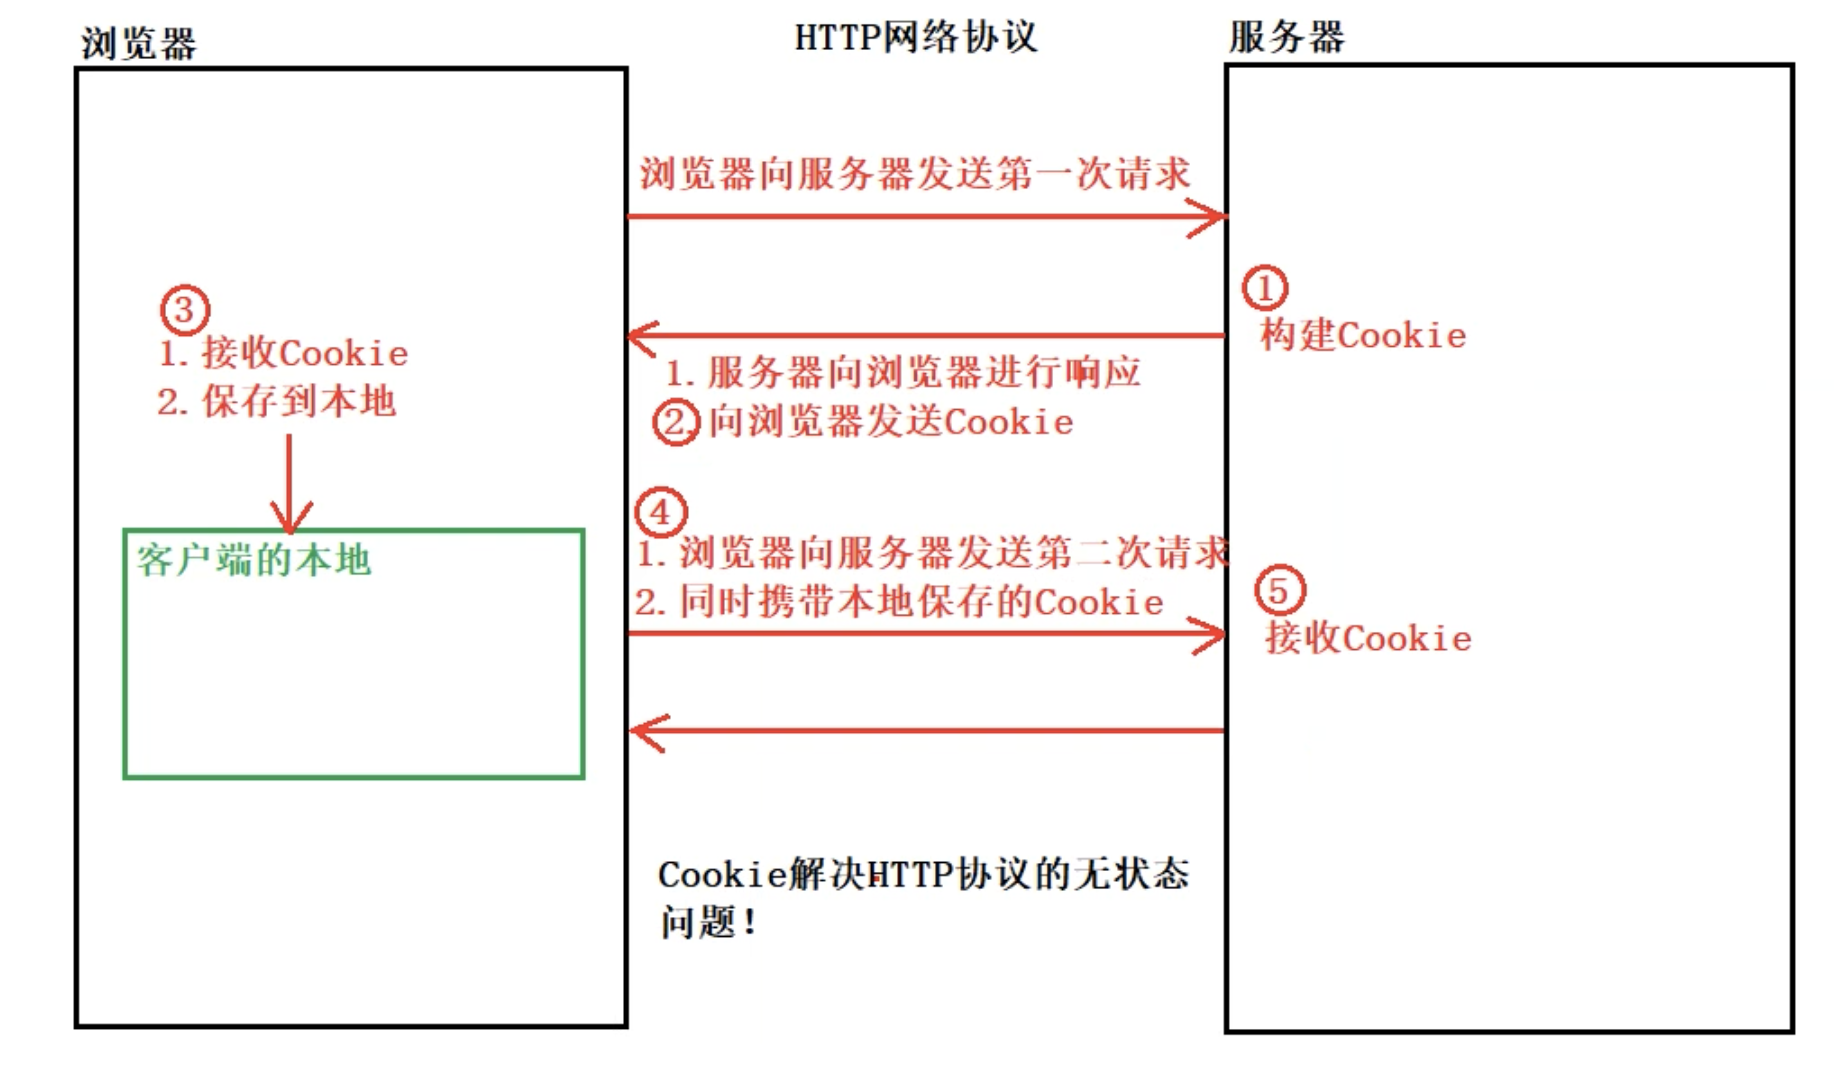 浏览器
HTTP网络协议
服务器
浏览器向服务器发送第一次请求
①
构建Cookie
1.服务器向浏览器进行响应
②.向浏览器发送Cookie
③
1.接收Cookie
2.保存到本地
客户端的本地
④
1.浏览器向服务器发送第二次请求
2.同时携带本地保存的Cookie
⑤
接收Cookie
Cookie解决HTTP协议的无状态
问题!